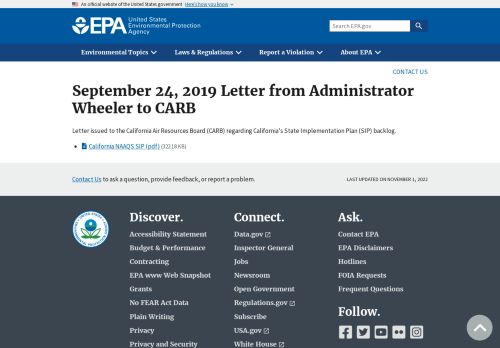 An official website of the United States government Here's how you know
EPA United States
Environmental Protection
Agency
Search EPA.gov
Environmental Topics Laws & Regulations Report a Violation About EPA
CONTACT US
September 24, 2019 Letter from Administrator
Wheeler to CARB
Letter issued to the California Air Resources Board (CARB) regarding California's State Implementation Plan (SIP) backlog.
California NAAQS SIP (pdf) (322.18 KB)
Contact Us to ask a question, provide feedback, or report a problem.
LAST UPDATED ON NOVEMBER 1, 2022
Discover.
Accessibility Statement
Budget & Performance
Contracting
EPA www Web Snapshot
Grants
No FEAR Act Data
Plain Writing
Privacy
Privacy and Security
Connect.
Data.gov
Inspector General
Jobs
Newsroom
Open Government
Regulations.gov
Subscribe
USA.gov
White House
Ask.
Contact EPA
EPA Disclaimers
Hotlines
FOIA Requests
Frequent Questions
Follow.